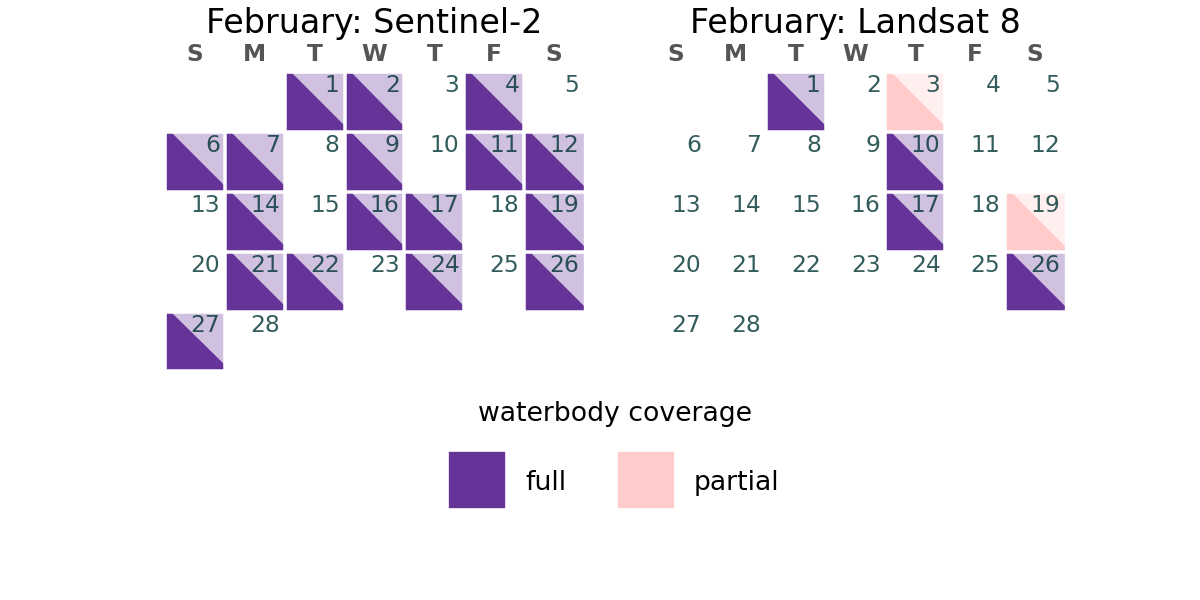 February: Sentinel-2
S M T W T F S
1 2 3 4 5
6 7 8 9 10 11 12
13 14 15 16 17 18 19
20 21 22 23 24 25 26
27 28
February: Landsat 8
S M T W T F S
1 2 3 4 5
6 7 8 9 10 11 12
13 14 15 16 17 18 19
20 21 22 23 24 25 26
27 28
waterbody coverage
full
partial